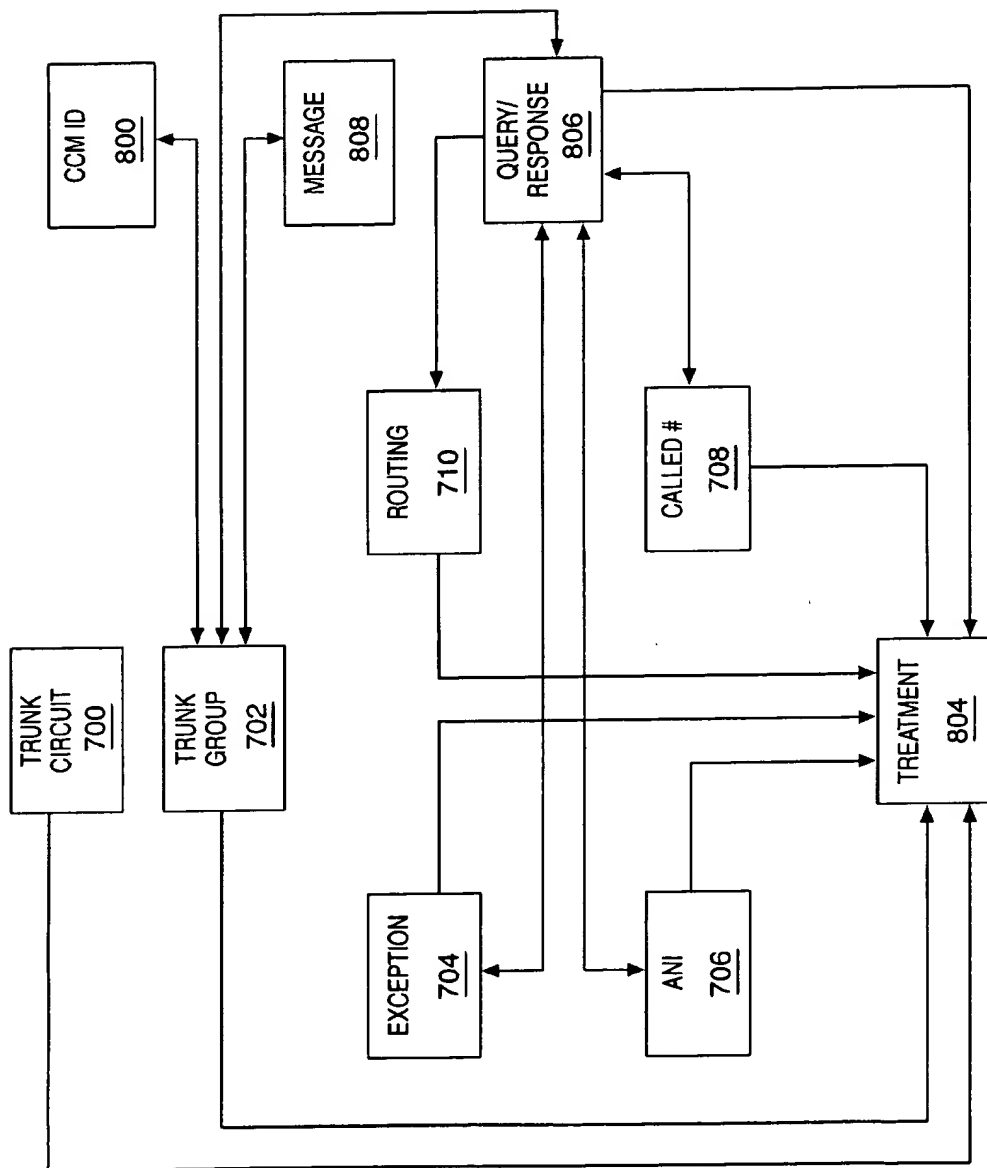 TRUNK
CIRCUIT
700
TRUNK
GROUP
702
CCM ID
800
MESSAGE
808
EXCEPTION
704
ROUTING
710
QUERY/
RESPONSE
806
ANI
706
CALLED #
708
TREATMENT
804